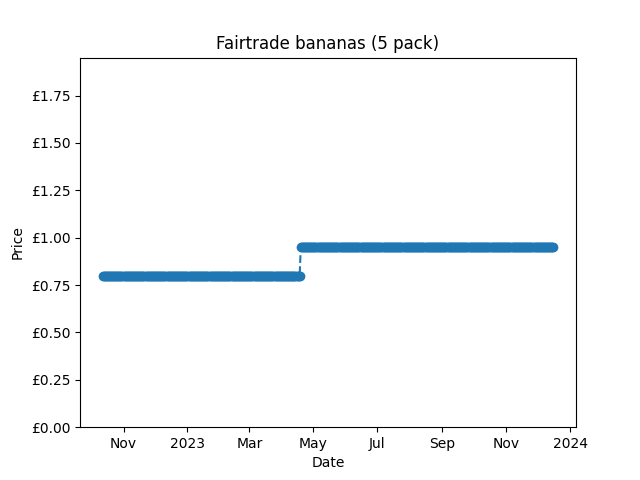 Fairtrade bananas (5 pack)
£1.75
£1.50
£1.25
£1.00
£0.75
£0.50
£0.25
£0.00
Price
Nov 2023 Mar May Jul Sep Nov 2024
Date